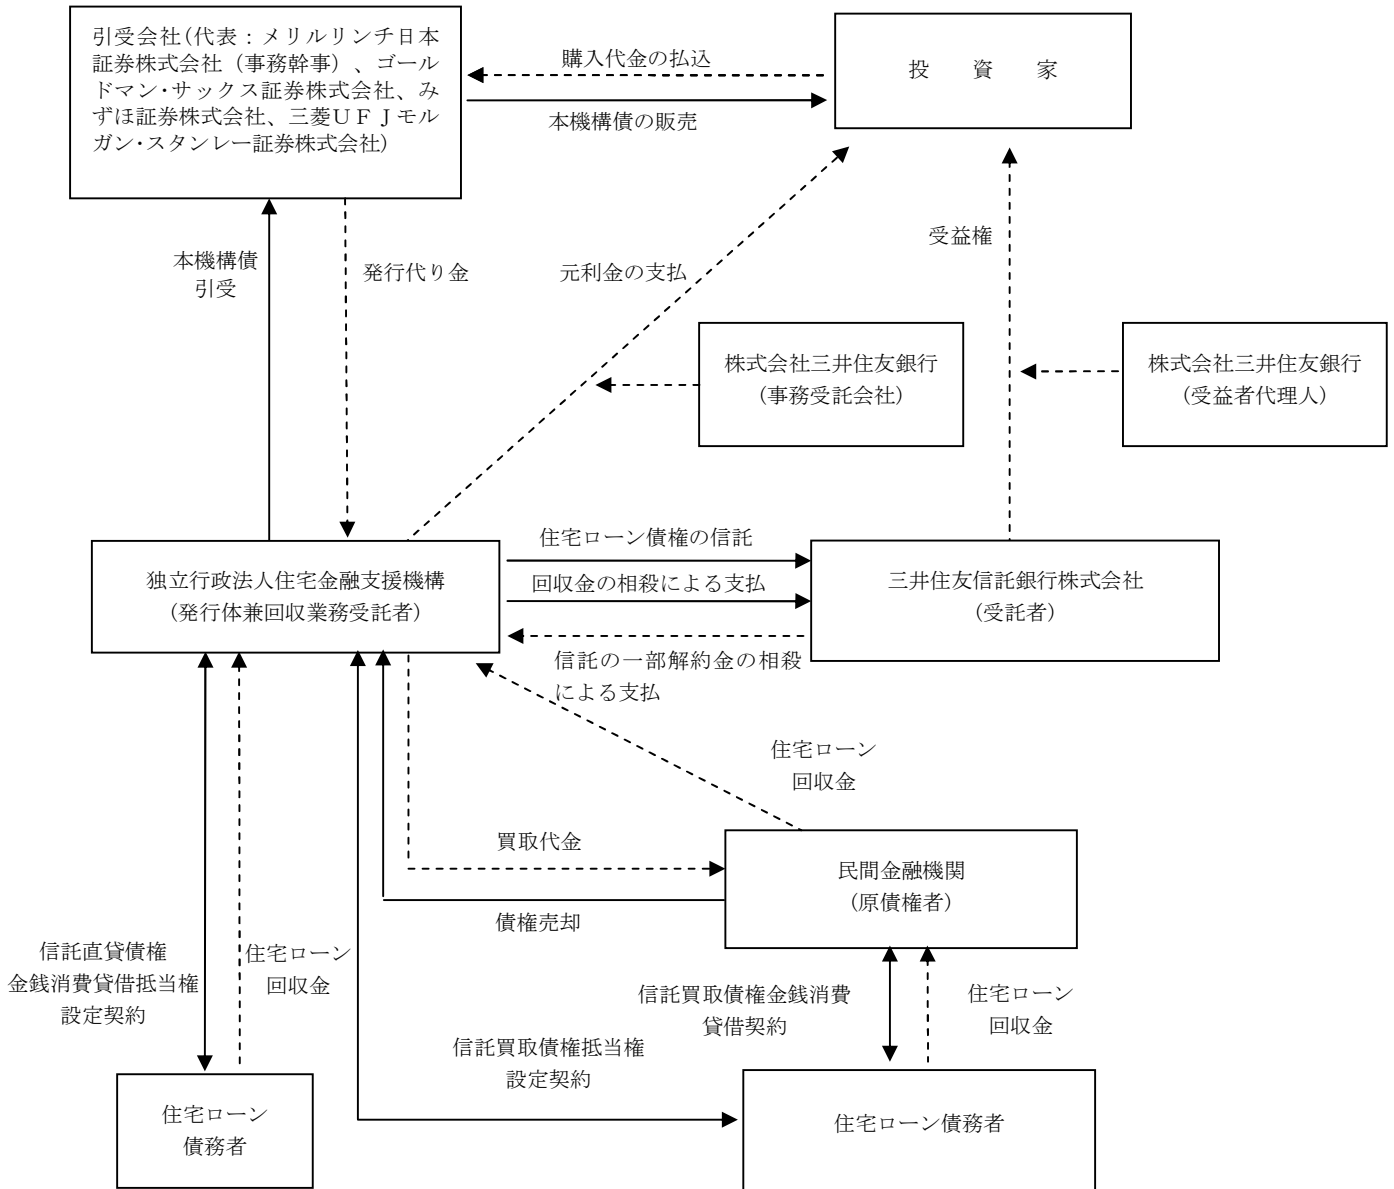 引受会社(代表：メリルリンチ日本
証券株式会社（事務幹事）、ゴール
ドマン・サックス証券株式会社、み
ずほ証券株式会社、三菱ＵＦＪモル
ガン・スタンレー証券株式会社)
購入代金の払込
本機構債の販売
投　資　家
本機構債
引受
発行代り金
元利金の支払
受益権
株式会社三井住友銀行
（事務受託会社）
株式会社三井住友銀行
（受益者代理人）
独立行政法人住宅金融支援機構
（発行体兼回収業務受託者）
住宅ローン債権の信託
回収金の相殺による支払
信託の一部解約金の相殺
による支払
三井住友信託銀行株式会社
（受託者）
住宅ローン
回収金
買取代金
債権売却
民間金融機関
（原債権者）
信託直貸債権
金銭消費貸借抵当権
設定契約
住宅ローン
回収金
信託買取債権抵当権
設定契約
信託買取債権金銭消費
貸借契約
住宅ローン
回収金
住宅ローン
債務者
住宅ローン債務者